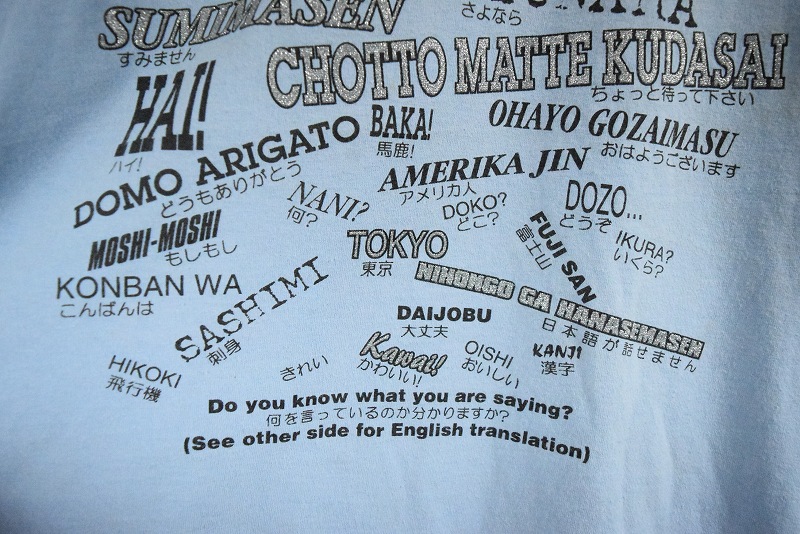 SUMIMASEN
すみません
さよなら
CHOTTO MATTE KUDASAI
ちょっと待って下さい
HAI!
ハイ!
DOMO ARIGATO
どうもありがとう
BAKA!
馬鹿!
OHAYO GOZAIMASU
おはようございます
AMERIKA JIN
アメリカ人
NANI?
何?
DOKO?
どこ?
DOZO...
どうぞ
MOSHI-MOSHI
もしもし
TOKYO
東京
FUJI SAN
富士山
IKURA?
いくら?
KONBAN WA
こんばんは
SASHIMI
刺身
NIHONGO GA HANASEMASEN
日本語が話せません
DAIJOBU
大丈夫
HIKOKI
飛行機
きれい
Kawaii!
かわいい!
OISHI
おいしい
KANJI
漢字
Do you know what you are saying?
何を言っているのか分かりますか?
(See other side for English translation)